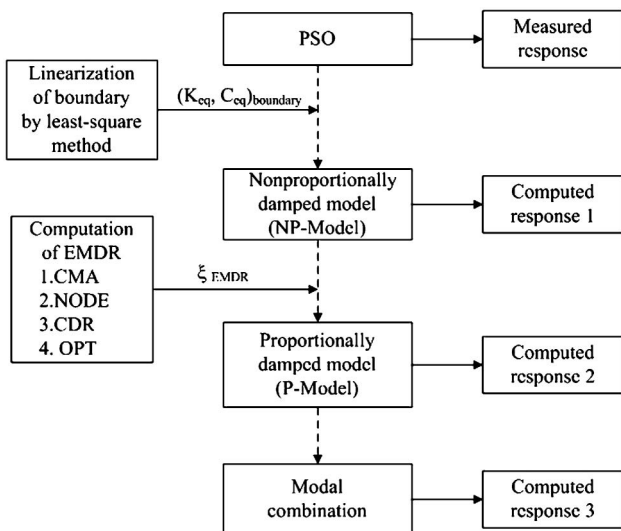 PSO
Measured
response
Linearization
of boundary
by least-square
method
(Keq, Ceq)boundary
Nonproportionally
damped model
(NP-Model)
Computed
response 1
Computation
of EMDR
1.CMA
2.NODE
3.CDR
4. OPT
ξ EMDR
Proportionally
damped model
(P-Model)
Computed
response 2
Modal
combination
Computed
response 3